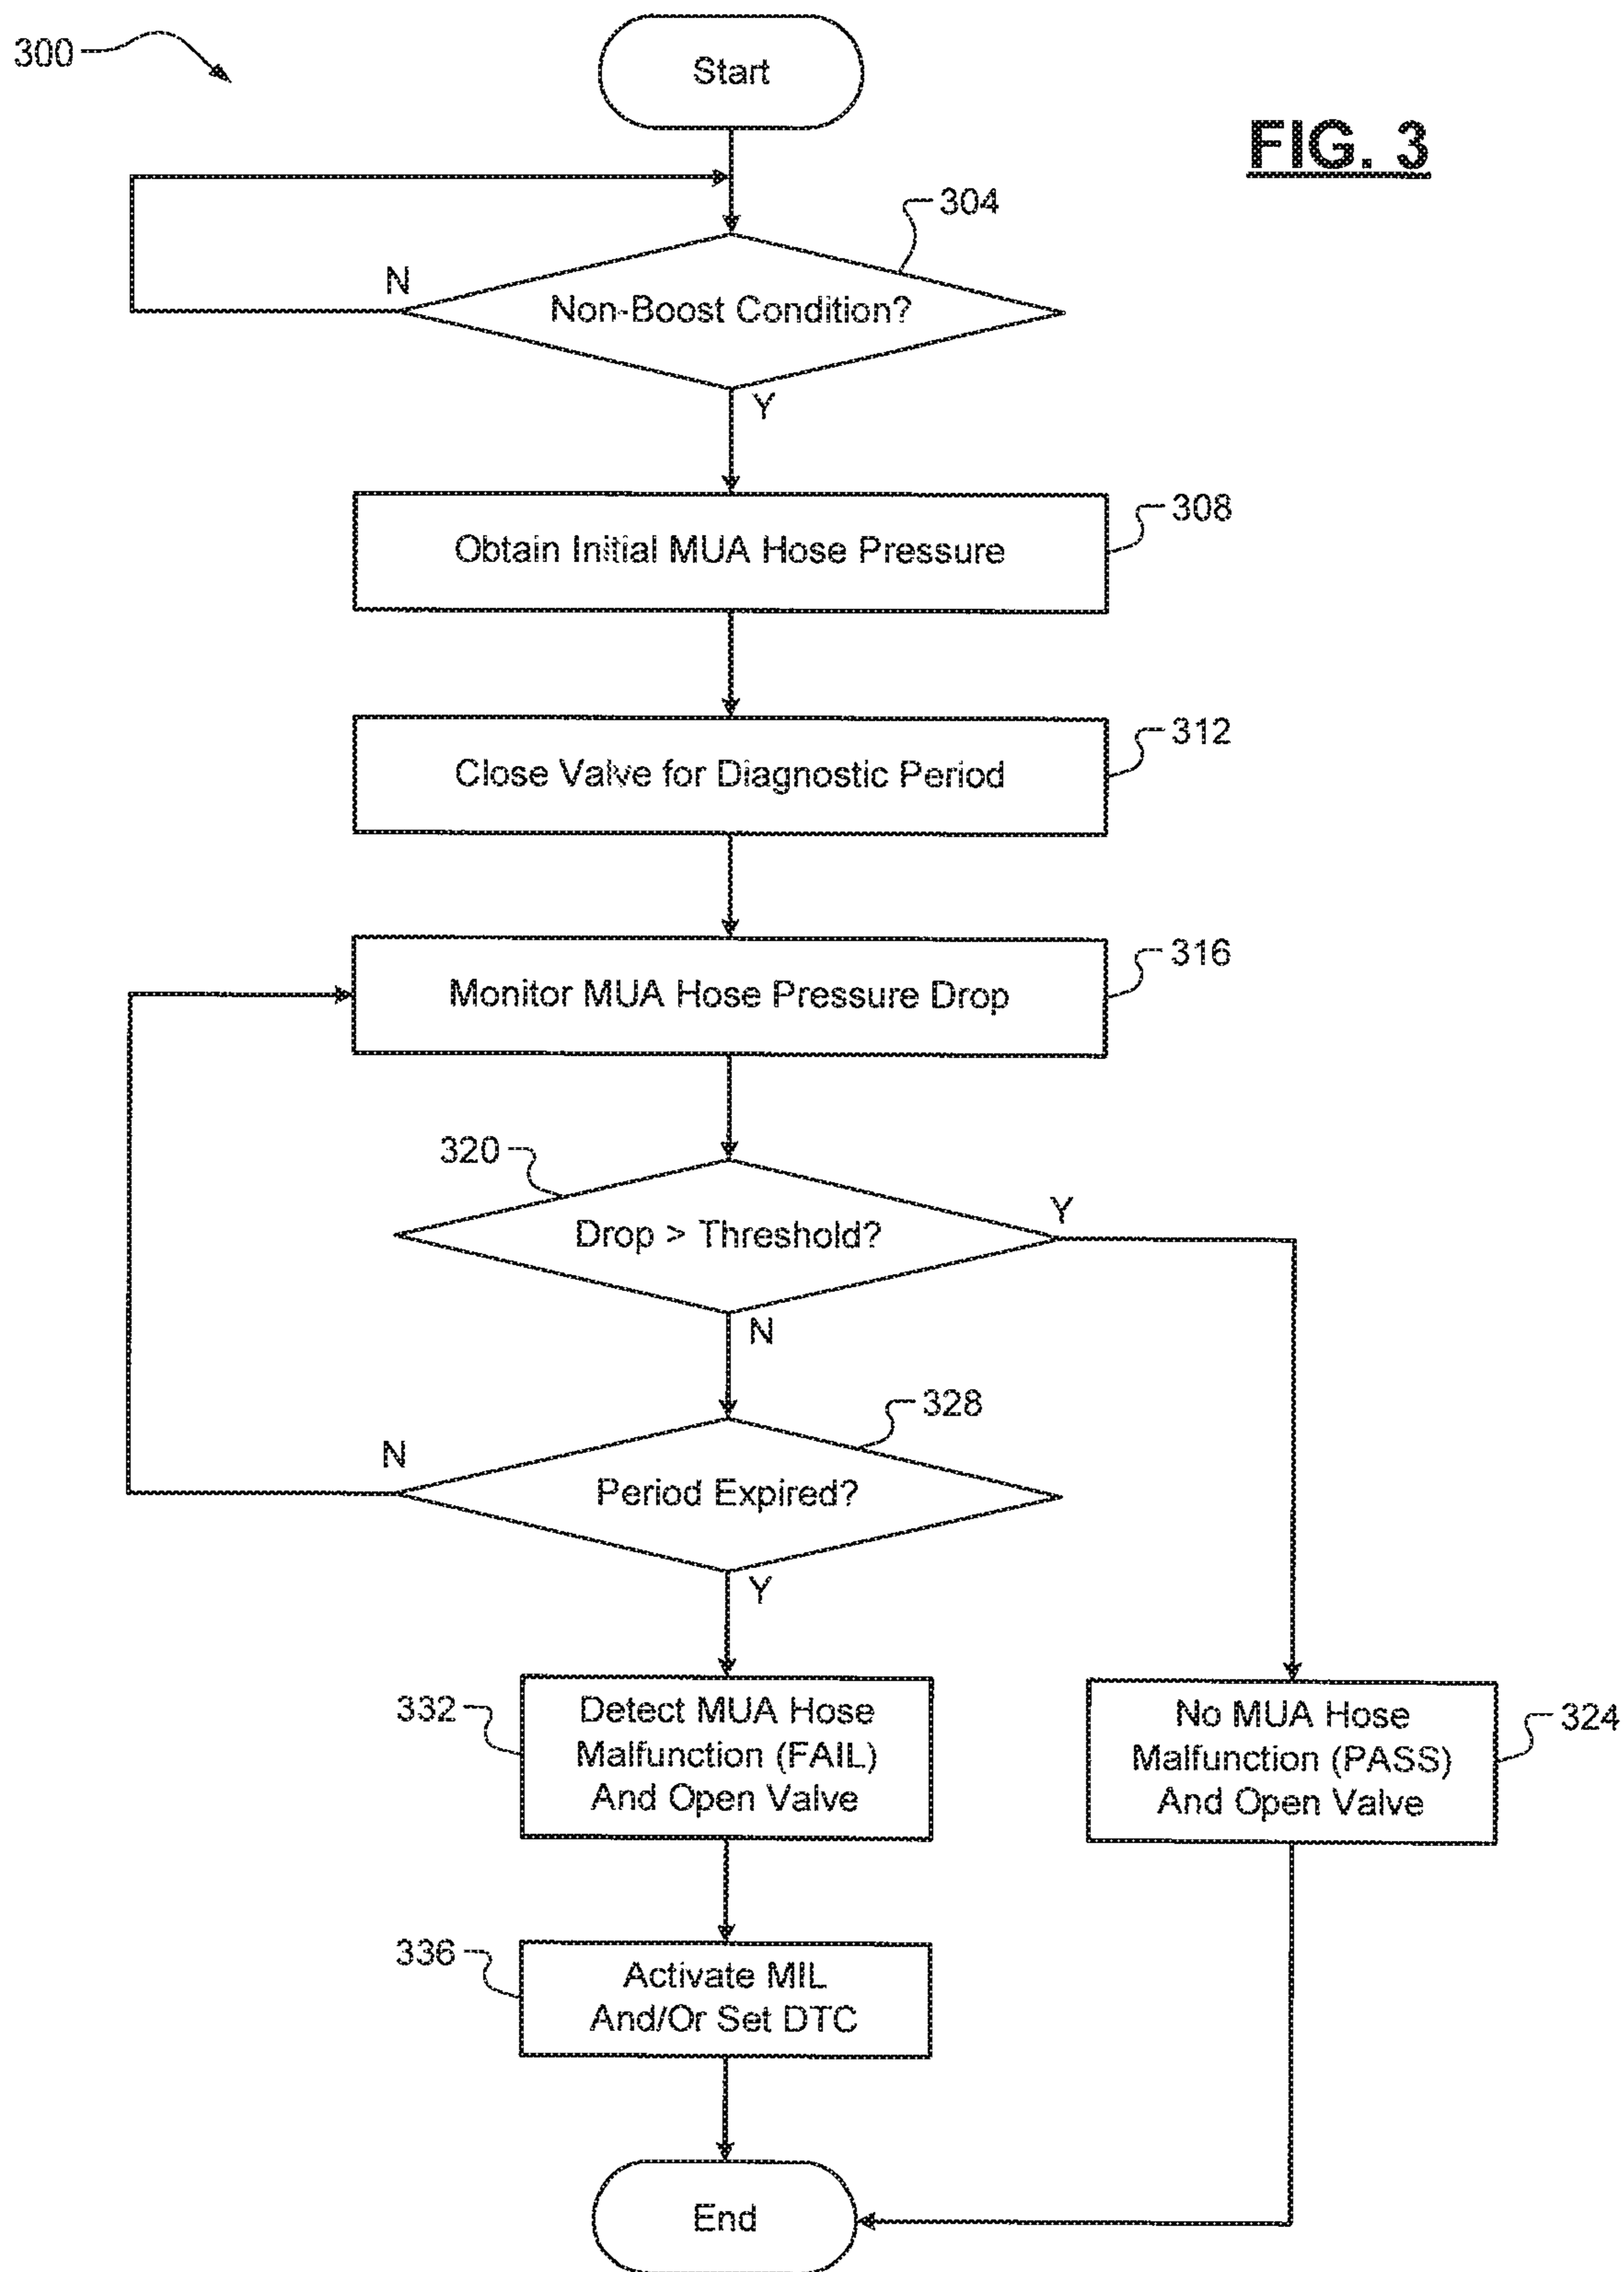 300
Start
FIG. 3
304
N
Non-Boost Condition?
Y
308
Obtain Initial MUA Hose Pressure
312
Close Valve for Diagnostic Period
316
Monitor MUA Hose Pressure Drop
320
Y
Drop > Threshold?
N
328
N
Period Expired?
Y
332
Detect MUA Hose
Malfunction (FAIL)
And Open Valve
No MUA Hose
Malfunction (PASS)
And Open Valve
324
336
Activate MIL
And/Or Set DTC
End